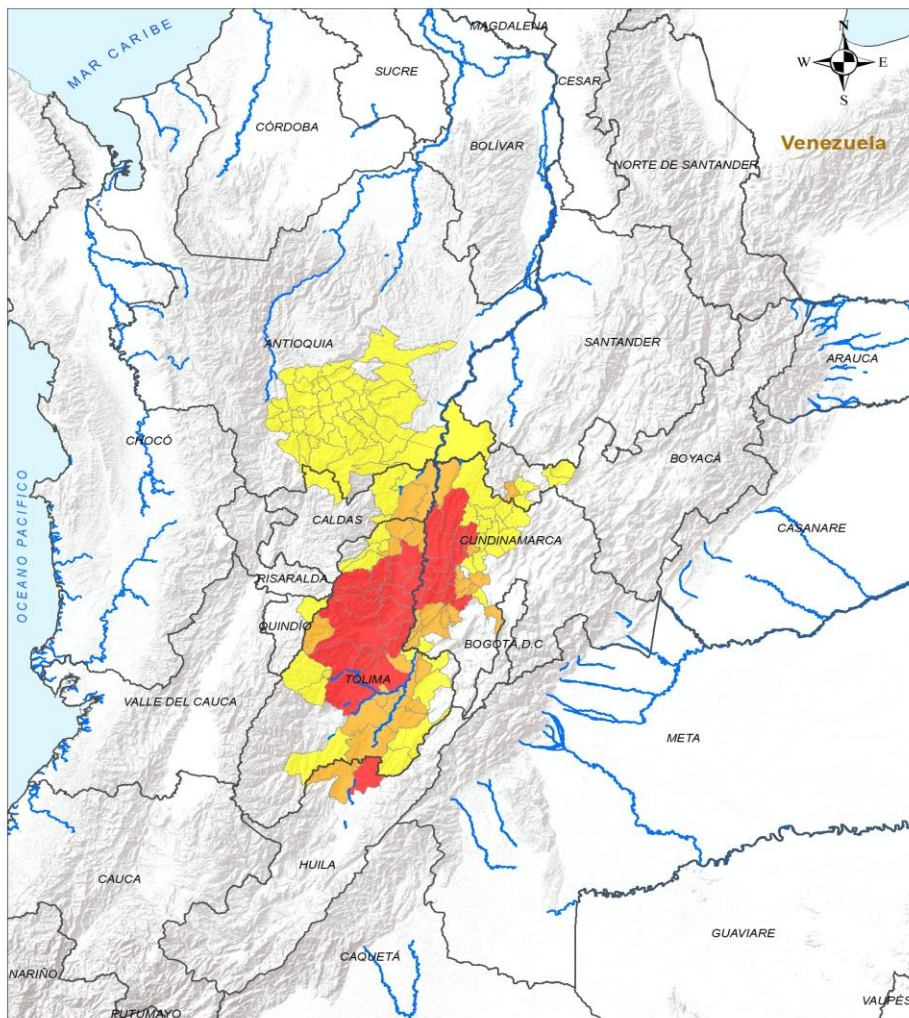 MAGDALENA
N
MAR CARIBE
W
E
SUCRE
CESAR
S
CÓRDOBA
BOLÍVAR
Venezuela
NORTE DE SANTANDER
ANTIOQUIA
SANTANDER
ARAUCA
CHOCÓ
BOYACA
OCEANO PACIFICO
CALDAS
CASANARE
CUNDINAMARCA
RISARALDA
QUINDÍO
BOGOTÁ,D.C
TOLIMA
VALLE DEL CAUCA
META
HUILA
CAUCA
GUAVIARE
CAQUETÁ
NARIÑO
VAUPÉS
PUTUMAYO